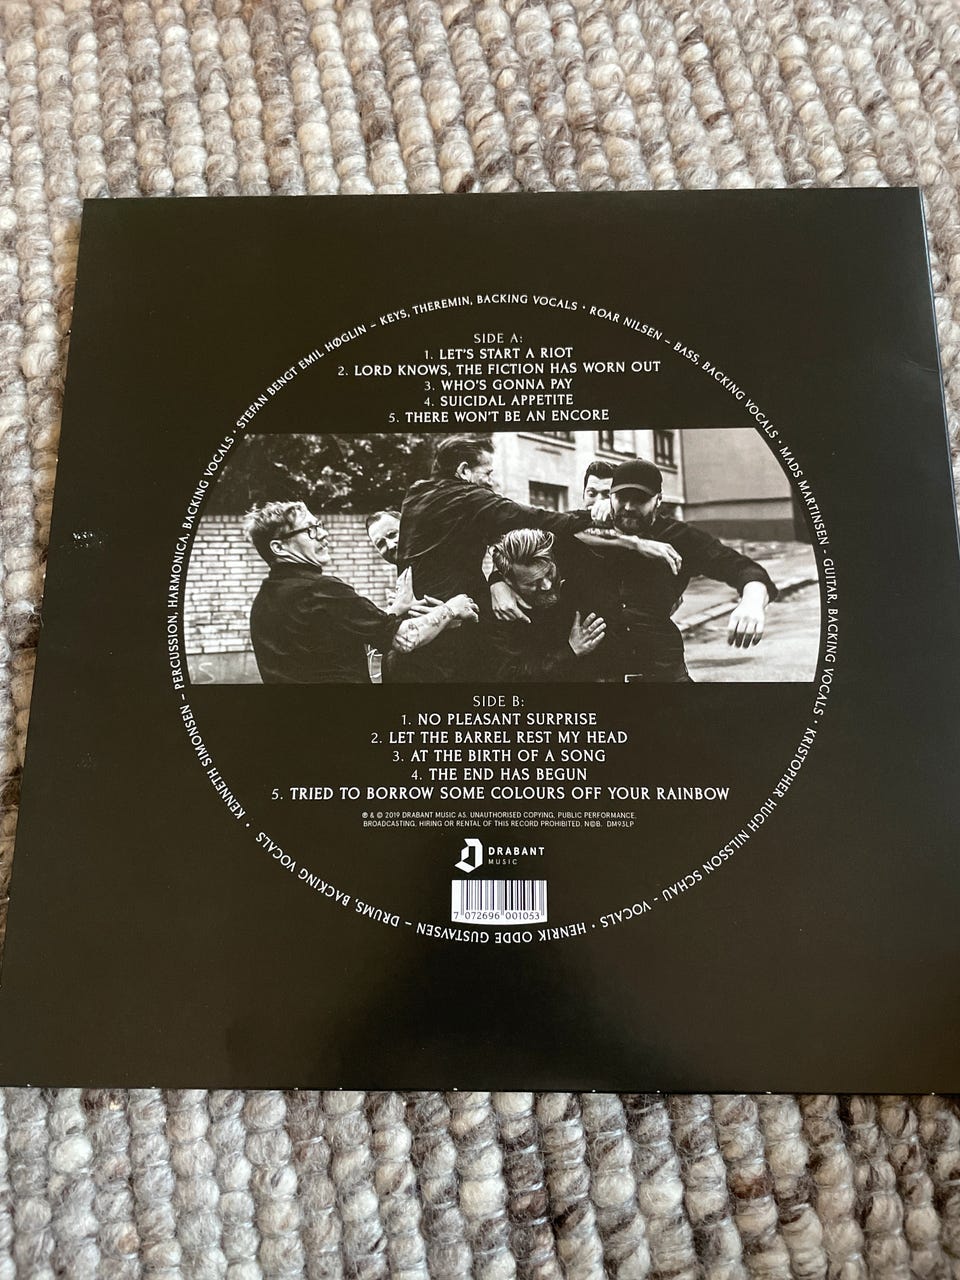 STEFAN BENGT EMIL HØGLIN – KEYS, THEREMIN, BACKING VOCALS • ROAR NILSEN – BASS, BACKING VOCALS • MADS MARTINSEN - GUITAR, BACKING VOCALS • KRISTOPHER HUGH NILSSON SCHAU - VOCALS • HENRIK ODDE GUSTAVSEN – DRUMS, BACKING VOCALS • KENNETH SIMONSEN – PERCUSSION, HARMONICA, BACKING VOCALS •
SIDE A:
1. LET'S START A RIOT
2. LORD KNOWS, THE FICTION HAS WORN OUT
3. WHO'S GONNA PAY
4. SUICIDAL APPETITE
5. THERE WON'T BE AN ENCORE
SIDE B:
1. NO PLEASANT SURPRISE
2. LET THE BARREL REST MY HEAD
3. AT THE BIRTH OF A SONG
4. THE END HAS BEGUN
5. TRIED TO BORROW SOME COLOURS OFF YOUR RAINBOW
℗ & © 2019 DRABANT MUSIC AS. UNAUTHORISED COPYING, PUBLIC PERFORMANCE,
BROADCASTING, HIRING OR RENTAL OF THIS RECORD PROHIBITED. N©B. DM93LP
DRABANT
MUSIC
7 072696 001053